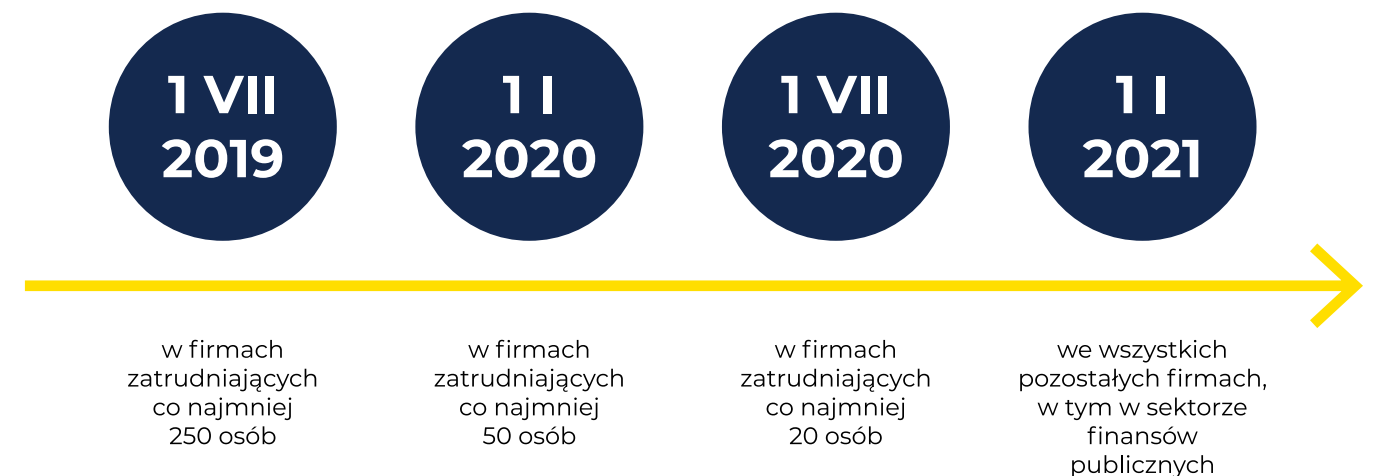 1 VII
2019
1 I
2020
1 VII
2020
1 I
2021
w firmach
zatrudniających
co najmniej
250 osób
w firmach
zatrudniających
co najmniej
50 osób
w firmach
zatrudniających
co najmniej
20 osób
we wszystkich
pozostałych firmach,
w tym w sektorze
finansów
publicznych